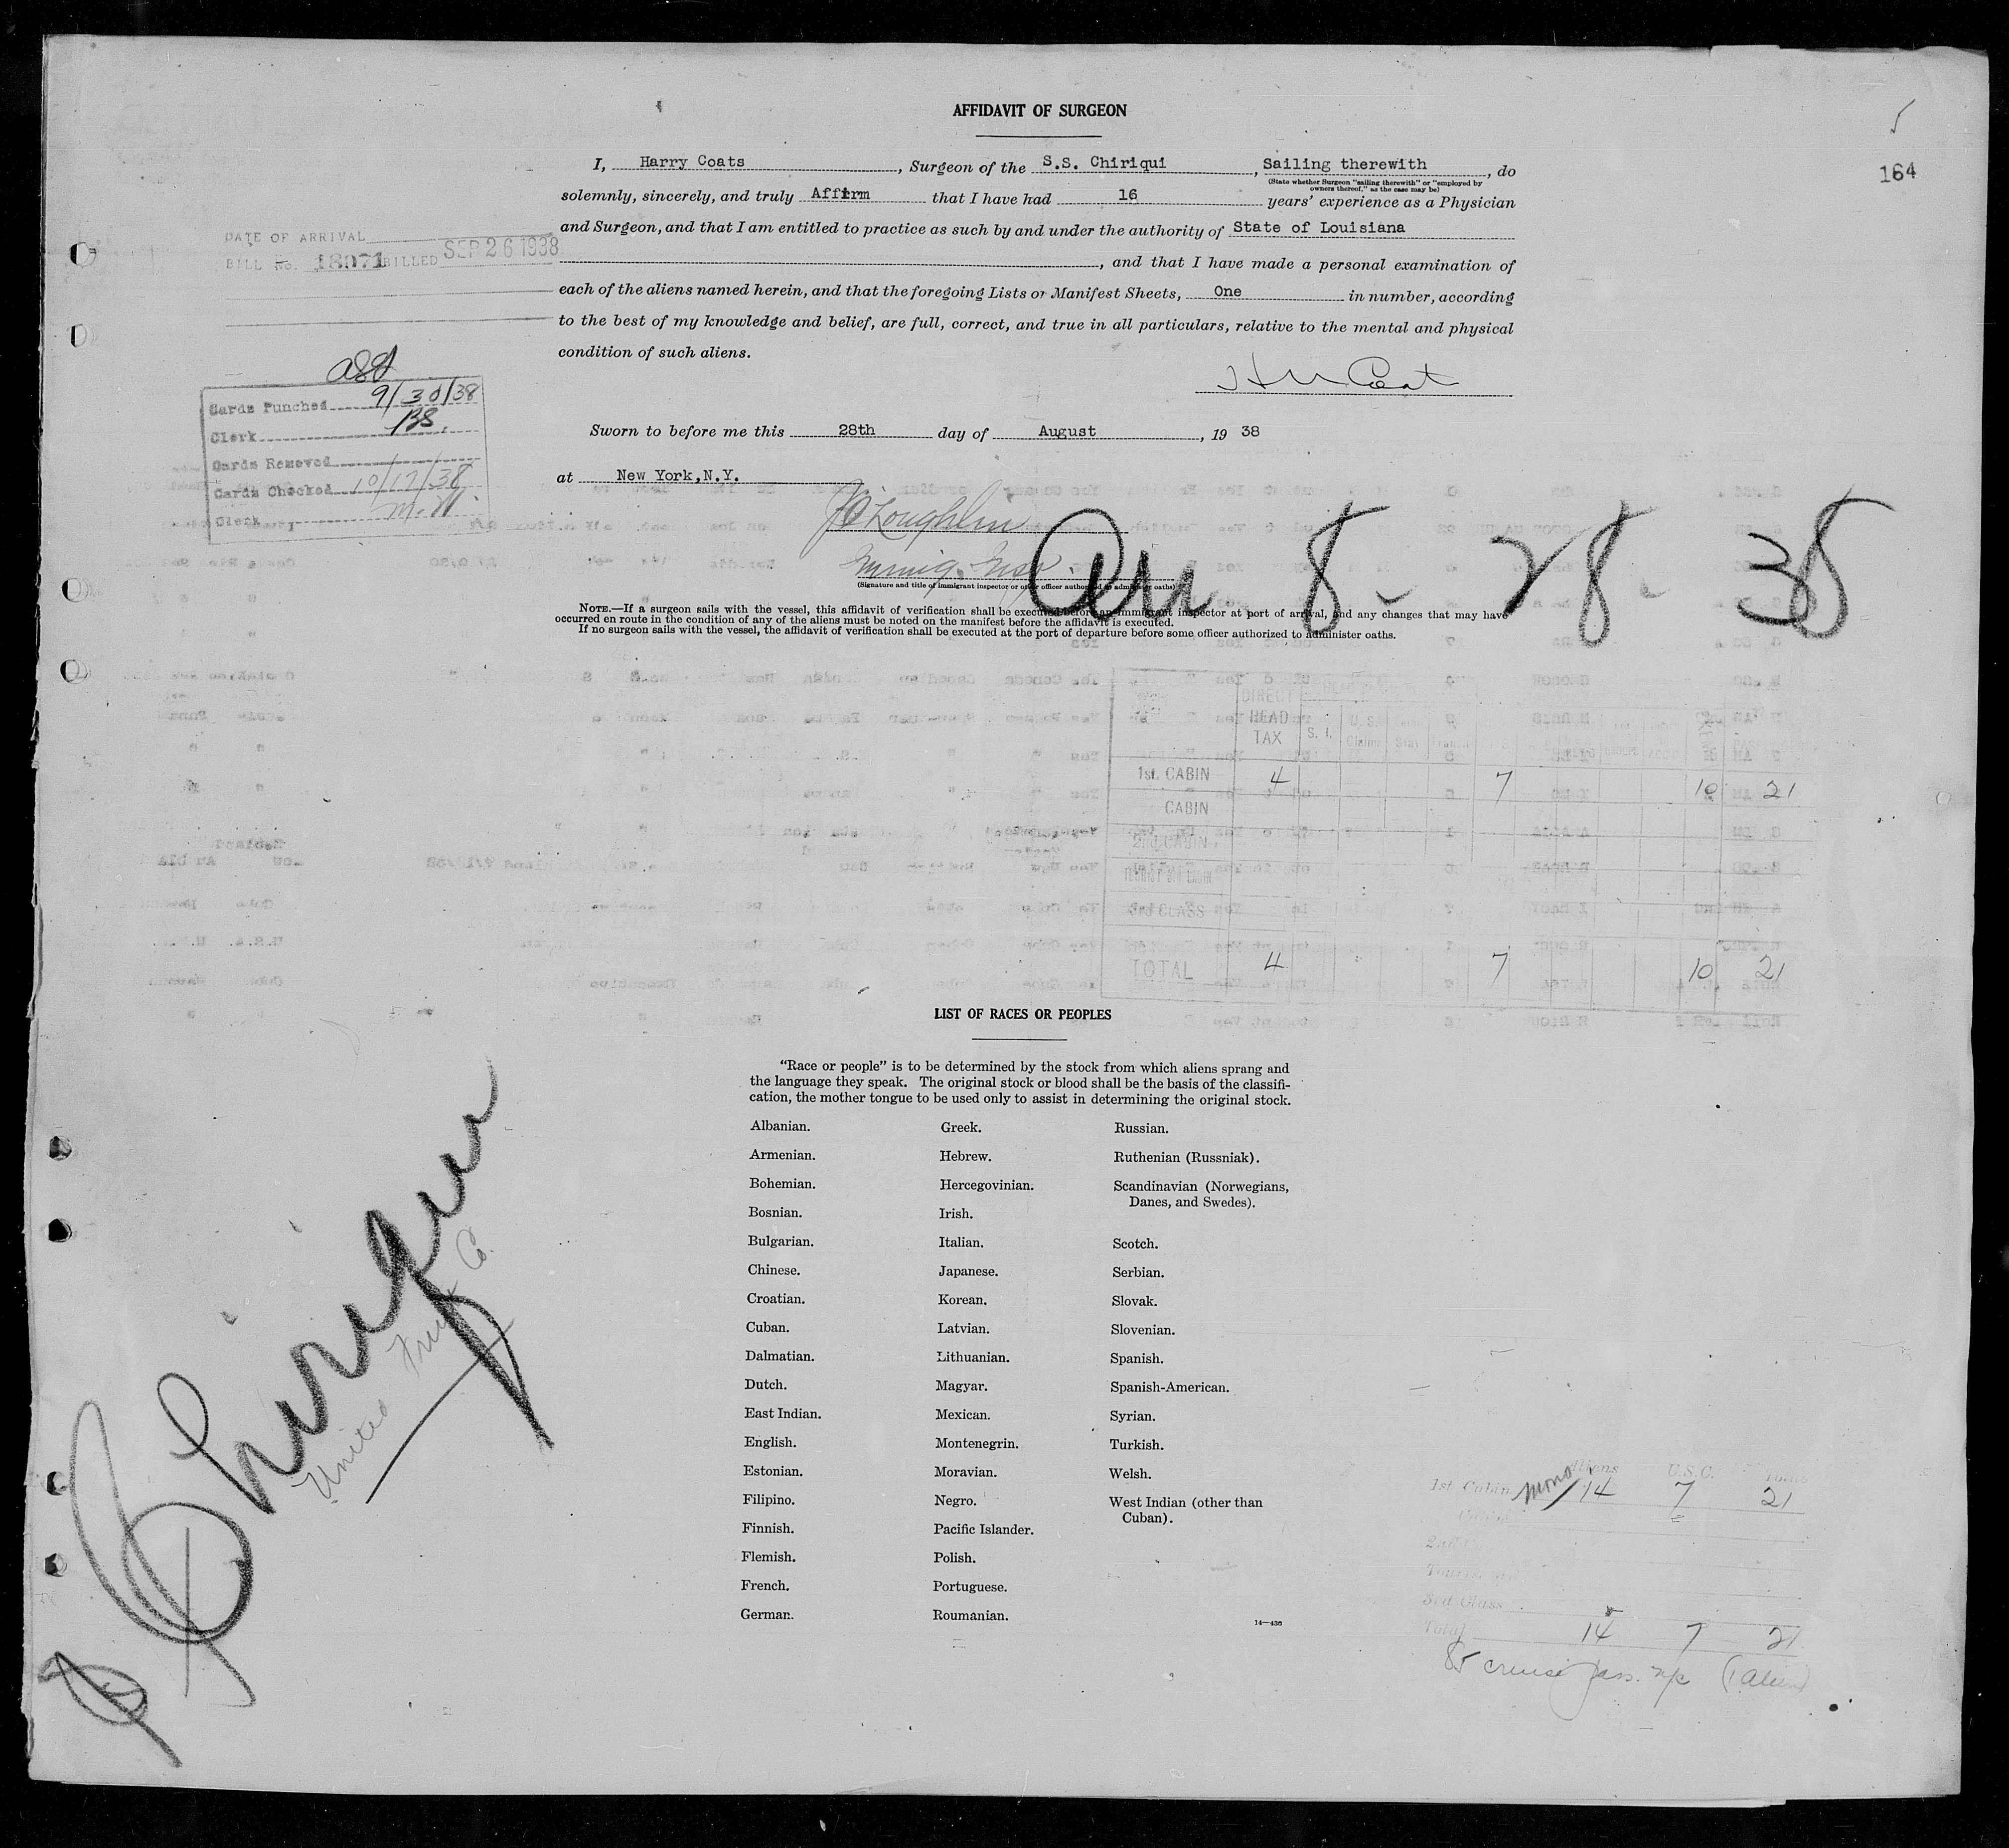 AFFIDAVIT OF SURGEON
164
I, Harry Coats, Surgeon of the S.S. Chiriqui, Sailing therewith, do
(State whether Surgeon "sailing therewith" or "employed by
owners thereof," as the case may be)
solemnly, sincerely, and truly Affirm that I have had 16 years' experience as a Physician
and Surgeon, and that I am entitled to practice as such by and under the authority of State of Louisiana
, and that I have made a personal examination of
each of the aliens named herein, and that the foregoing Lists or Manifest Sheets, One in number, according
to the best of my knowledge and belief, are full, correct, and true in all particulars, relative to the mental and physical
condition of such aliens.
DATE OF ARRIVAL
BILL No. 18071 BILLED SEP 26 1938
Cards Punched 9/30/38
Clerk BS.
Cards Removed
Cards Checked 10/17/38
Clerk
Sworn to before me this 28th day of August, 19 38
at New York, N.Y.
(Signature and title of immigrant inspector or other officer authorized to administer oaths)
8-28-38
NOTE.—If a surgeon sails with the vessel, this affidavit of verification shall be executed before an immigrant inspector at port of arrival, and any changes that may have
occurred en route in the condition of any of the aliens must be noted on the manifest before the affidavit is executed.
If no surgeon sails with the vessel, the affidavit of verification shall be executed at the port of departure before some officer authorized to administer oaths.
DIRECT
HEAD TAX S. I. U.S. Claims Stay
1st. CABIN 4 7 10 21
CABIN
2nd CABIN
3rd CLASS
TOTAL 4 7 10 21
LIST OF RACES OR PEOPLES
"Race or people" is to be determined by the stock from which aliens sprang and
the language they speak. The original stock or blood shall be the basis of the classifi-
cation, the mother tongue to be used only to assist in determining the original stock.
Albanian. Greek. Russian.
Armenian. Hebrew. Ruthenian (Russniak).
Bohemian. Hercegovinian. Scandinavian (Norwegians,
Danes, and Swedes).
Bosnian. Irish.
Bulgarian. Italian. Scotch.
Chinese. Japanese. Serbian.
Croatian. Korean. Slovak.
Cuban. Latvian. Slovenian.
Dalmatian. Lithuanian. Spanish.
Dutch. Magyar. Spanish-American.
East Indian. Mexican. Syrian.
English. Montenegrin. Turkish.
Estonian. Moravian. Welsh.
Filipino. Negro. West Indian (other than
Cuban).
Finnish. Pacific Islander.
Flemish. Polish.
French. Portuguese.
German. Roumanian.
14—430
Chiriqui
United Fruit Co.
Aliens U.S.C. Total
1st Cabin 14 7 21
3rd Class
Total 14 7 21
85 cruise pass. n/c (1 alien)